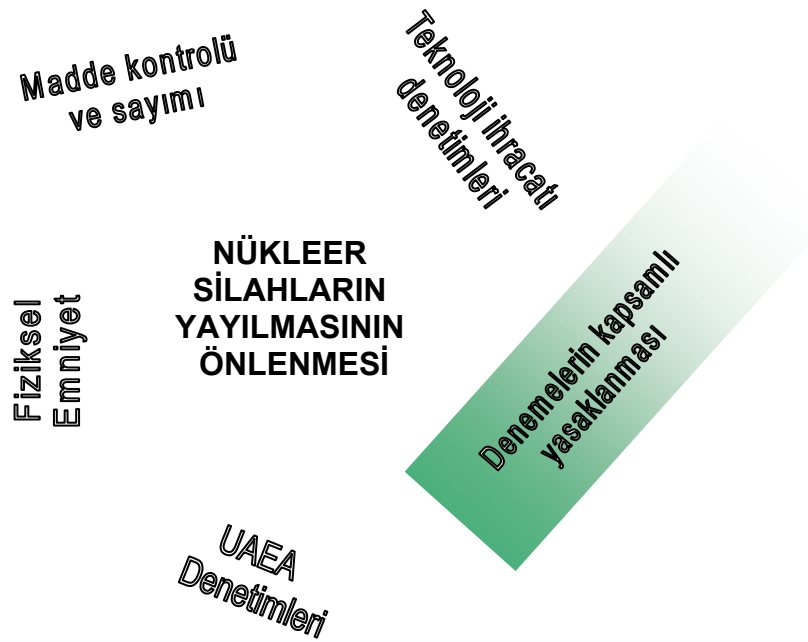 Madde kontrolü
ve sayımı
Teknoloji ihracatı
denetimleri
NÜKLEER
SİLAHLARIN
YAYILMASININ
ÖNLENMESİ
Fiziksel
Emniyet
Denemelerin kapsamlı
yasaklanması
UAEA
Denetimleri